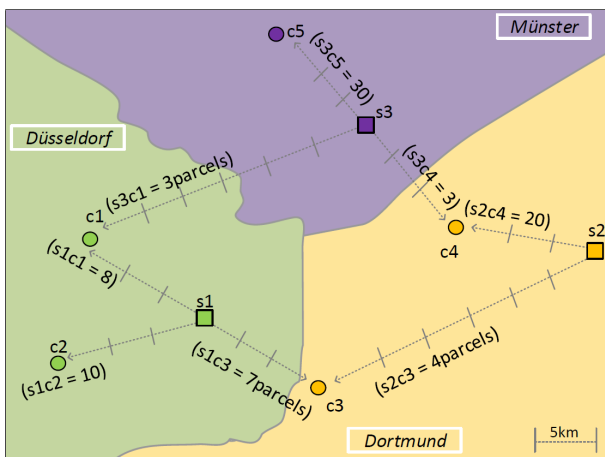 Münster
c5
(s3c5 = 30)
s3
Düsseldorf
(s3c1 = 3parcels)
(s3c4 = 3)
(s2c4 = 20)
c1
s2
c4
(s1c1 = 8)
s1
c2
(s1c2 = 10)
(s1c3 = 7parcels)
(s2c3 = 4parcels)
c3
Dortmund
5km